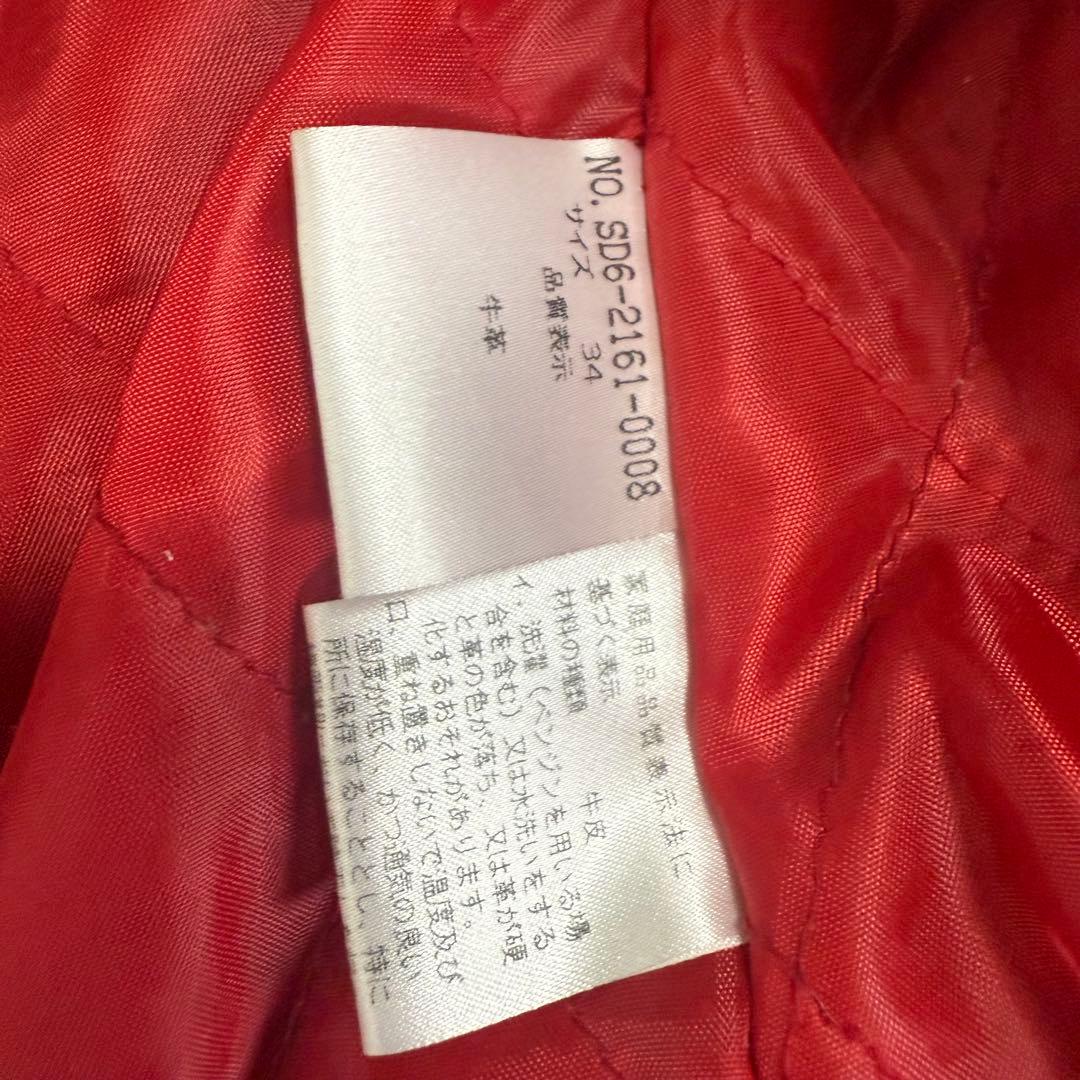 NO. SD6-2161-0008
サイズ 34
品質表示
牛革
家庭用品品質表示法に
基づく表示
材料の種類 牛皮
イ. 洗濯（ベンジンを用いる場
合を含む）又は水洗いをする
と革の色が落ち、又は革が硬
化するおそれがあります。
ロ. 重ね置きしないで温度及び
湿度が低く、かつ通気の良い
所に保存することとし、特に